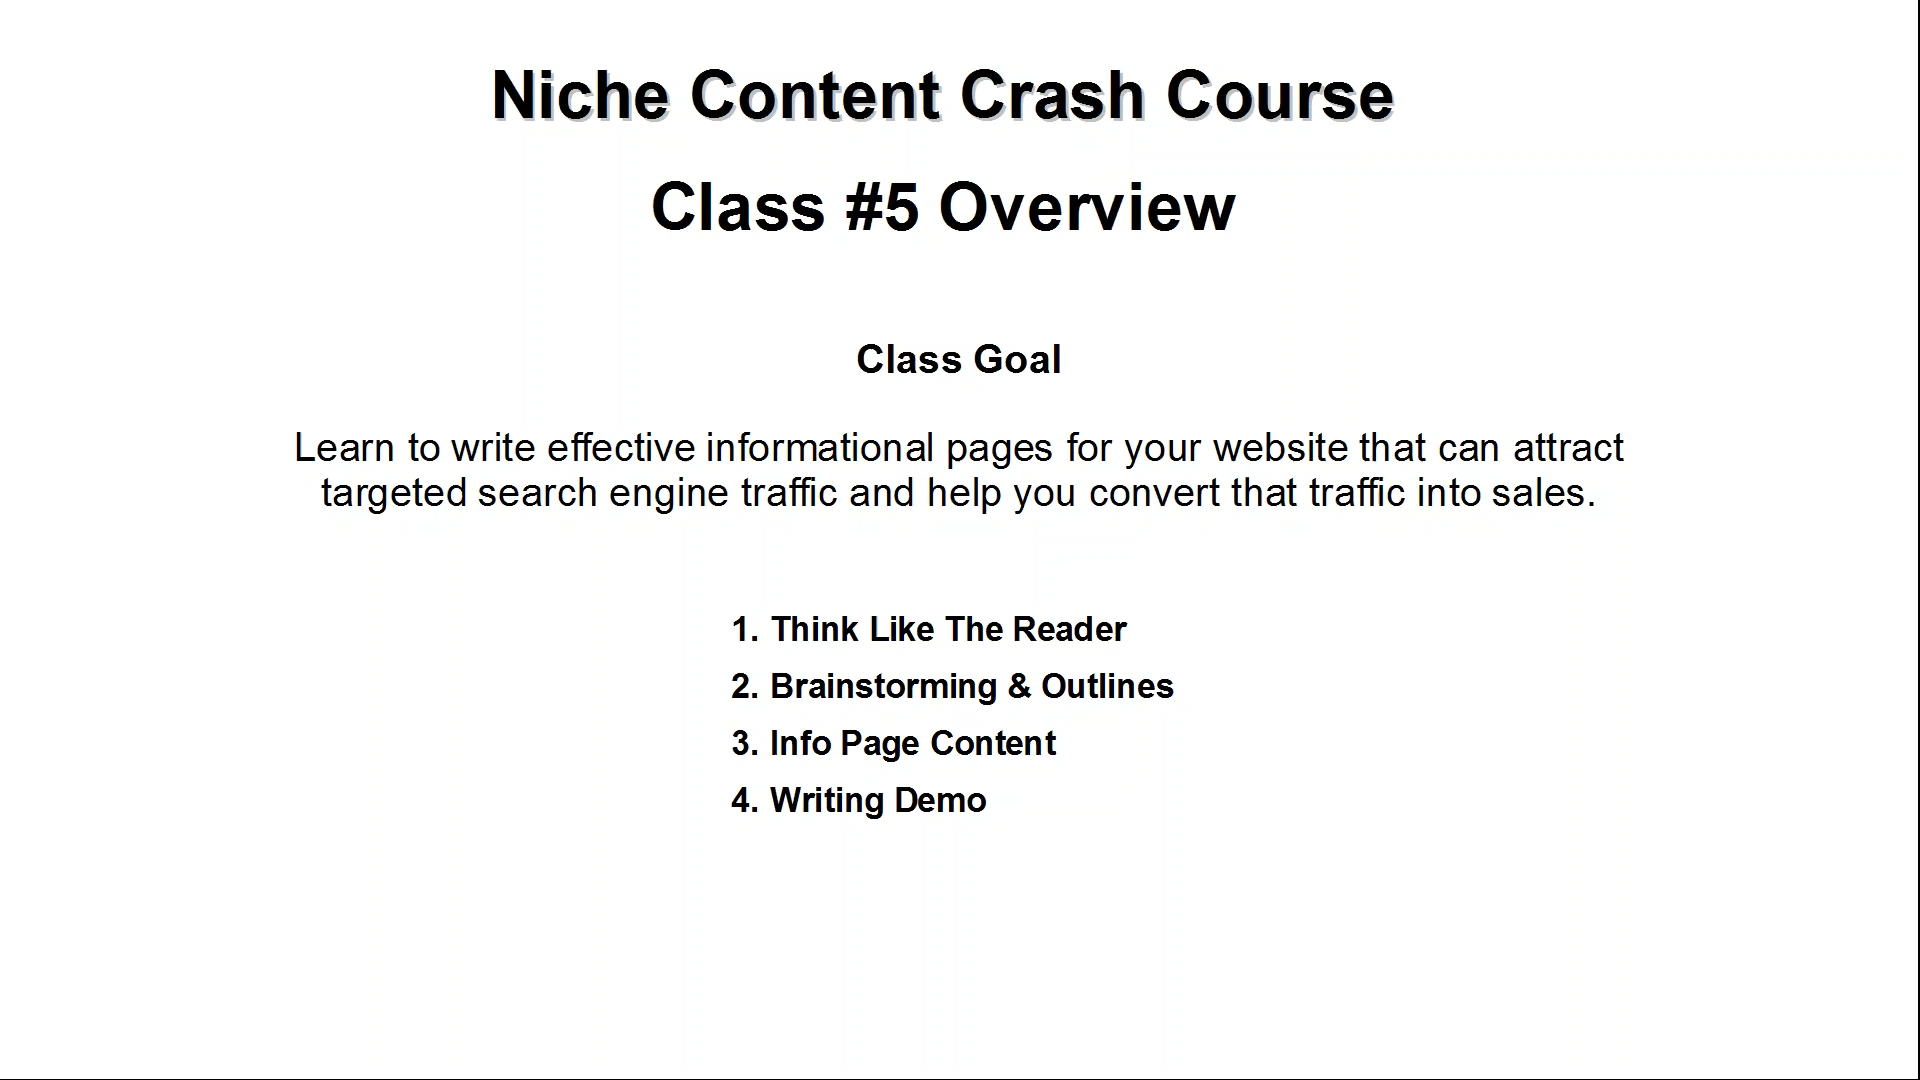 Niche Content Crash Course
Class #5 Overview
Class Goal
Learn to write effective informational pages for your website that can attract
targeted search engine traffic and help you convert that traffic into sales.
1. Think Like The Reader
2. Brainstorming & Outlines
3. Info Page Content
4. Writing Demo